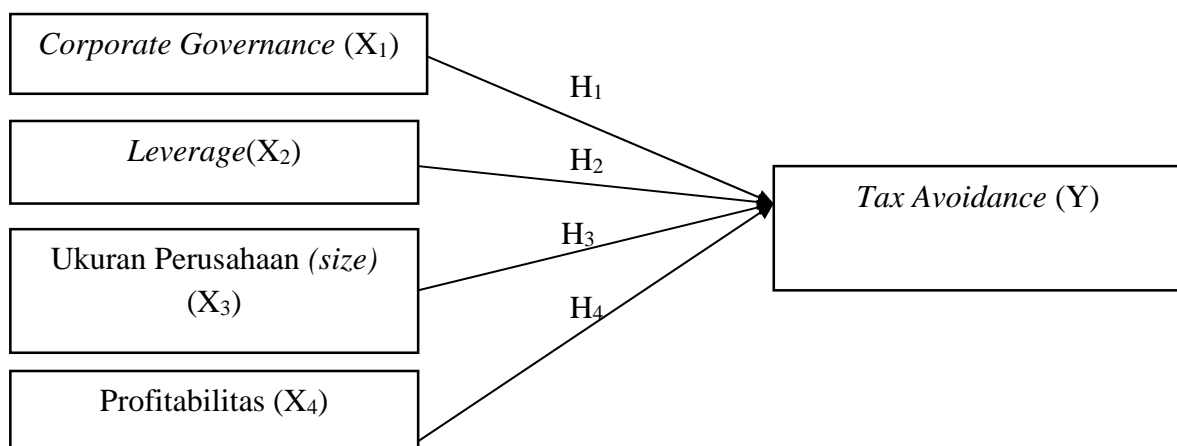 Corporate Governance (X₁)
H₁
Leverage(X₂)
H₂
Tax Avoidance (Y)
Ukuran Perusahaan (size)
(X₃)
H₃
H₄
Profitabilitas (X₄)